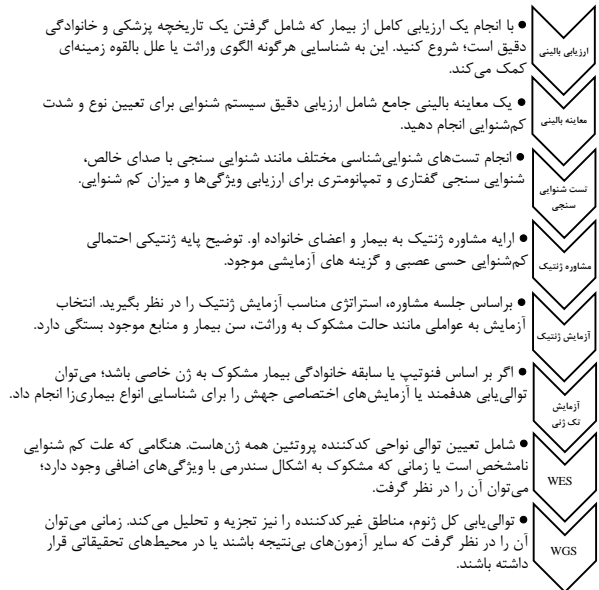 ارزیابی بالینی
● با انجام یک ارزیابی کامل از بیمار که شامل گرفتن یک تاریخچه پزشکی و خانوادگی
دقیق است؛ شروع کنید. این به شناسایی هرگونه الگوی وراثت یا علل بالقوه زمینه‌ای
کمک می‌کند.
معاینه بالینی
● یک معاینه بالینی جامع شامل ارزیابی دقیق سیستم شنوایی برای تعیین نوع و شدت
کم‌شنوایی انجام دهید.
تست شنوایی
سنجی
● انجام تست‌های شنوایی‌شناسی مختلف مانند شنوایی سنجی با صدای خالص،
شنوایی سنجی گفتاری و تمپانومتری برای ارزیابی ویژگی‌ها و میزان کم شنوایی.
مشاوره ژنتیک
● ارایه مشاوره ژنتیک به بیمار و اعضای خانواده او. توضیح پایه ژنتیکی احتمالی
کم‌شنوایی حسی عصبی و گزینه های آزمایشی موجود.
آزمایش ژنتیک
● براساس جلسه مشاوره، استراتژی مناسب آزمایش ژنتیک را در نظر بگیرید. انتخاب
آزمایش به عواملی مانند حالت مشکوک به وراثت، سن بیمار و منابع موجود بستگی دارد.
آزمایش
تک ژنی
● اگر بر اساس فنوتیپ یا سابقه خانوادگی بیمار مشکوک به ژن خاصی باشد؛ می‌توان
توالی‌یابی هدفمند یا آزمایش‌های اختصاصی جهش را برای شناسایی انواع بیماری‌زا انجام داد.
WES
● شامل تعیین توالی نواحی کدکننده پروتئین همه ژن‌هاست. هنگامی که علت کم شنوایی
نامشخص است یا زمانی که مشکوک به اشکال سندرمی با ویژگی‌های اضافی وجود دارد؛
می‌توان آن را در نظر گرفت.
WGS
● توالی‌یابی کل ژنوم، مناطق غیرکدکننده را نیز تجزیه و تحلیل می‌کند. زمانی می‌توان
آن را در نظر گرفت که سایر آزمون‌های بی‌نتیجه باشند یا در محیط‌های تحقیقاتی قرار
داشته باشند.